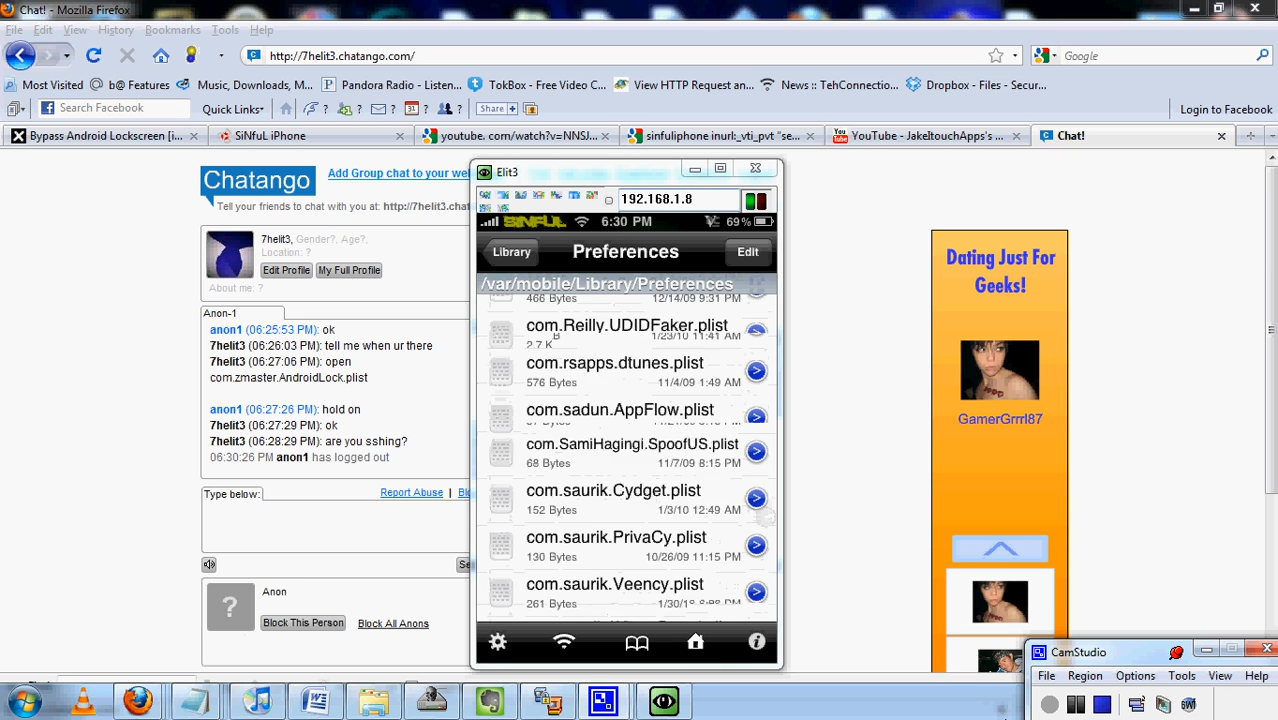 Chat! - Mozilla Firefox
File Edit View History Bookmarks Tools Help
http://7helit3.chatango.com/
Google
Most Visited b@ Features Music, Downloads, M... Pandora Radio - Listen... TokBox - Free Video C... View HTTP Request an... News :: TehConnectio... Dropbox - Files - Secur...
Search Facebook Quick Links Share Login to Facebook
Bypass Android Lockscreen [i... SiNfuL iPhone youtube. com/watch?v=NNSJ... sinfuliphone inurl:_vti_pvt "se... YouTube - JakeItouchApps's ... Chat!
Chatango
Add Group chat to your we
Tell your friends to chat with you at: http://7helit3.chat
7helit3, Gender?, Age?,
Location: ?
Edit Profile My Full Profile
About me: ?
Anon-1
anon1 (06:25:53 PM): ok
7helit3 (06:26:03 PM): tell me when ur there
7helit3 (06:27:06 PM): open
com.zmaster.AndroidLock.plist
anon1 (06:27:26 PM): hold on
7helit3 (06:27:29 PM): ok
7helit3 (06:28:29 PM): are you sshing?
06:30:26 PM anon1 has logged out
Type below: Report Abuse Bl
Se
Anon
?
Block This Person Block All Anons
Elit3
192.168.1.8
SINFUL 6:30 PM 69%
Library Preferences Edit
/var/mobile/Library/Preferences
466 Bytes 12/14/09 9:31 PM
com.Reilly.UDIDFaker.plist
2.7 KB 1/23/10 11:41 AM
com.rsapps.dtunes.plist
576 Bytes 11/4/09 1:49 AM
com.sadun.AppFlow.plist
com.SamiHagingi.SpoofUS.plist
68 Bytes 11/7/09 8:15 PM
com.saurik.Cydget.plist
152 Bytes 1/3/10 12:49 AM
com.saurik.PrivaCy.plist
130 Bytes 10/26/09 11:15 PM
com.saurik.Veency.plist
261 Bytes
Dating Just For
Geeks!
GamerGrrrl87
CamStudio
File Region Options Tools View Help